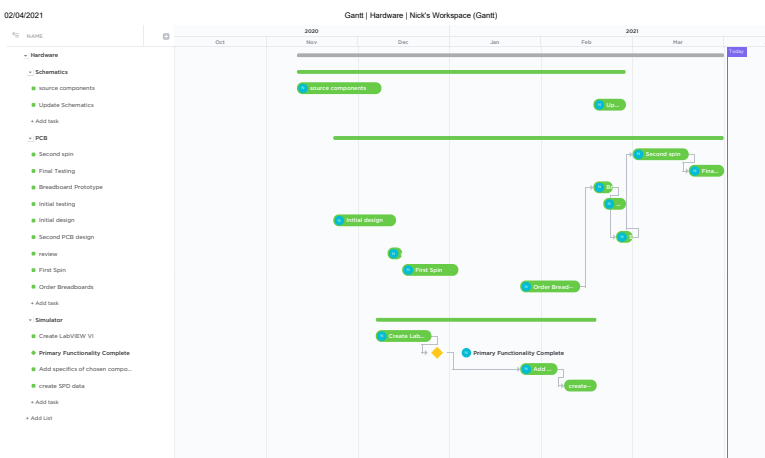 02/04/2021
Gantt | Hardware | Nick's Workspace (Gantt)
NAME
2020
2021
Oct
Nov
Dec
Jan
Feb
Mar
Today
Hardware
Schematics
source components
source components
Update Schematics
Up...
+ Add task
PCB
Second spin
Second spin
Final Testing
Fina...
Breadboard Prototype
B
Initial testing
...
Initial design
Initial design
Second PCB design
review
First Spin
First Spin
Order Breadboards
Order Bread...
+ Add task
Simulator
Create LabVIEW VI
Create Lab...
Primary Functionality Complete
Primary Functionality Complete
Add specifics of chosen compo...
Add ...
create SPD data
create...
+ Add task
+ Add List